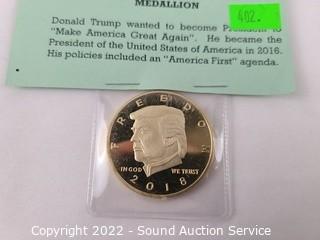 MEDALLION
402.
Donald Trump wanted to become President to
"Make America Great Again". He became the
President of the United States of America in 2016.
His policies included an "America First" agenda.
FREEDOM
IN GOD WE TRUST
2018
Copyright 2022 - Sound Auction Service